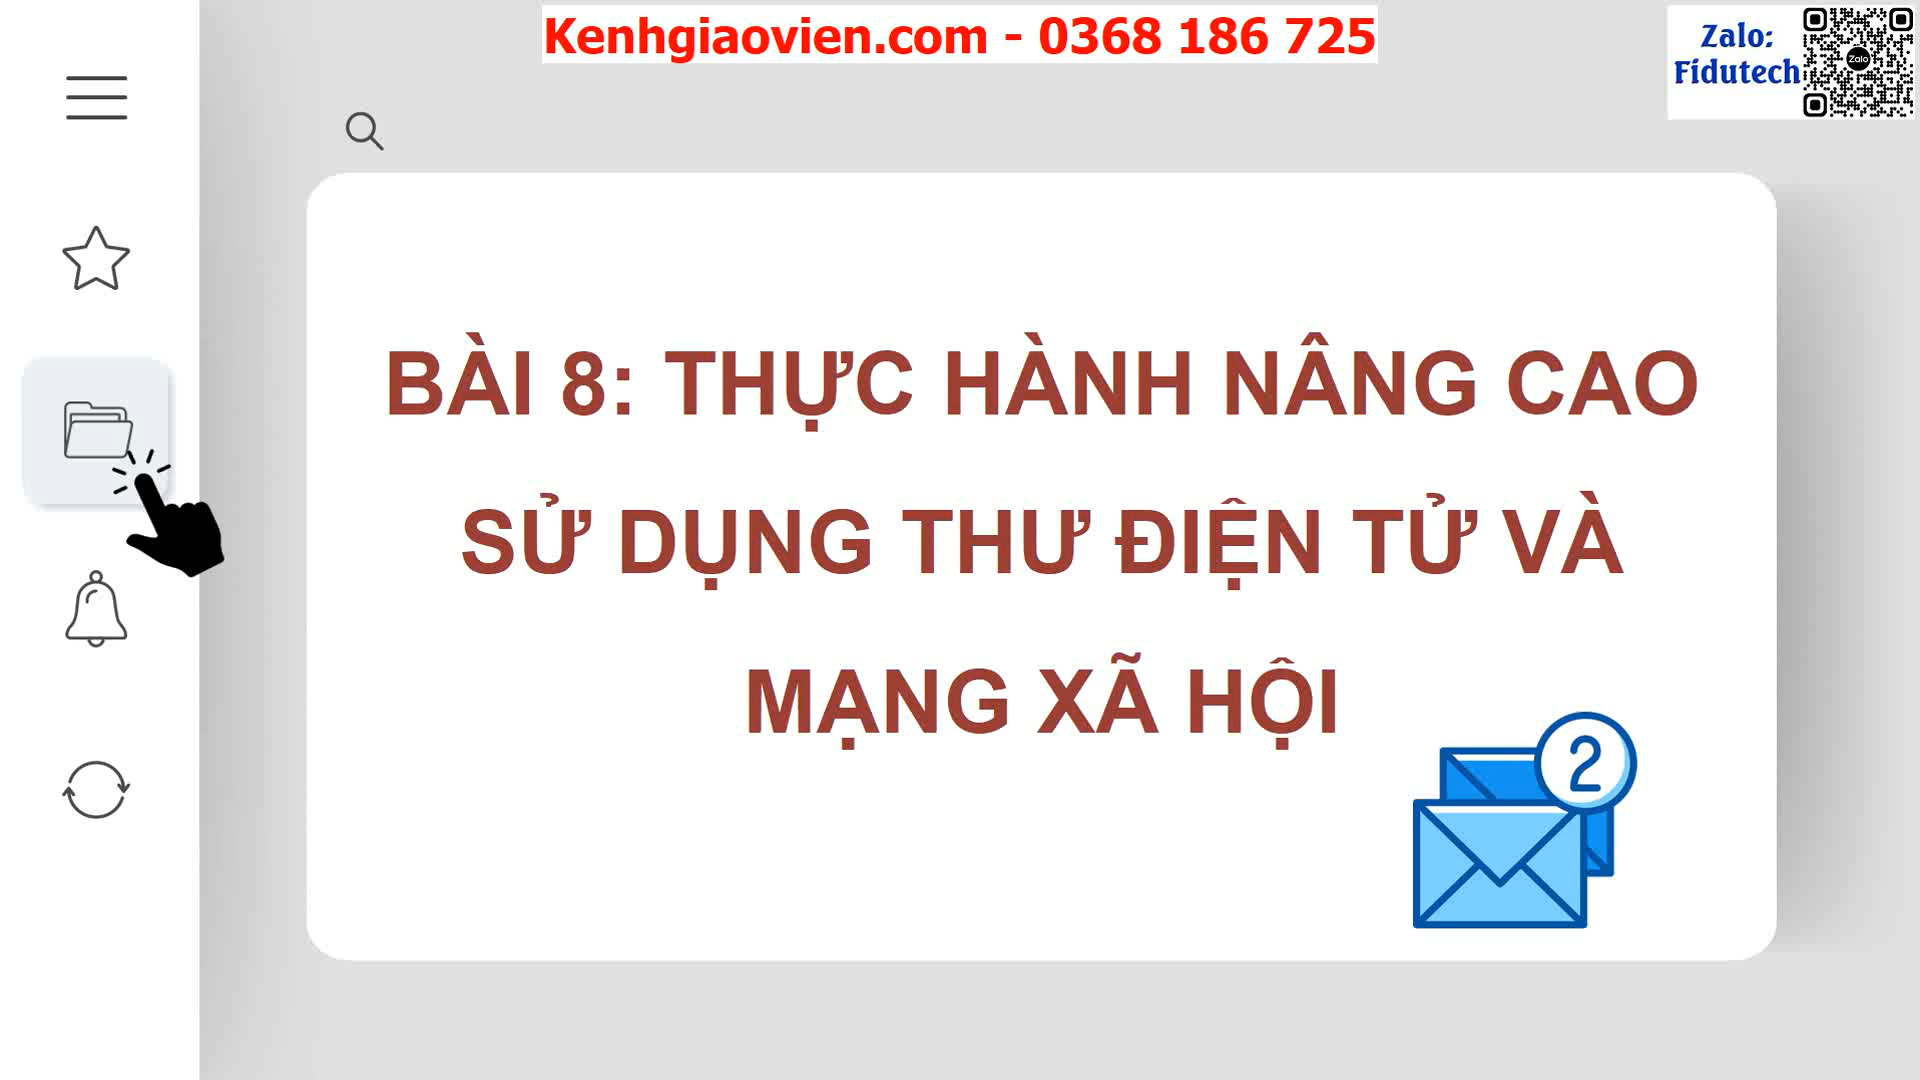 Kenhgiaovien.com - 0368 186 725
Zalo:
Fidutech
Zalo
BÀI 8: THỰC HÀNH NÂNG CAO
SỬ DỤNG THƯ ĐIỆN TỬ VÀ
MẠNG XÃ HỘI
2